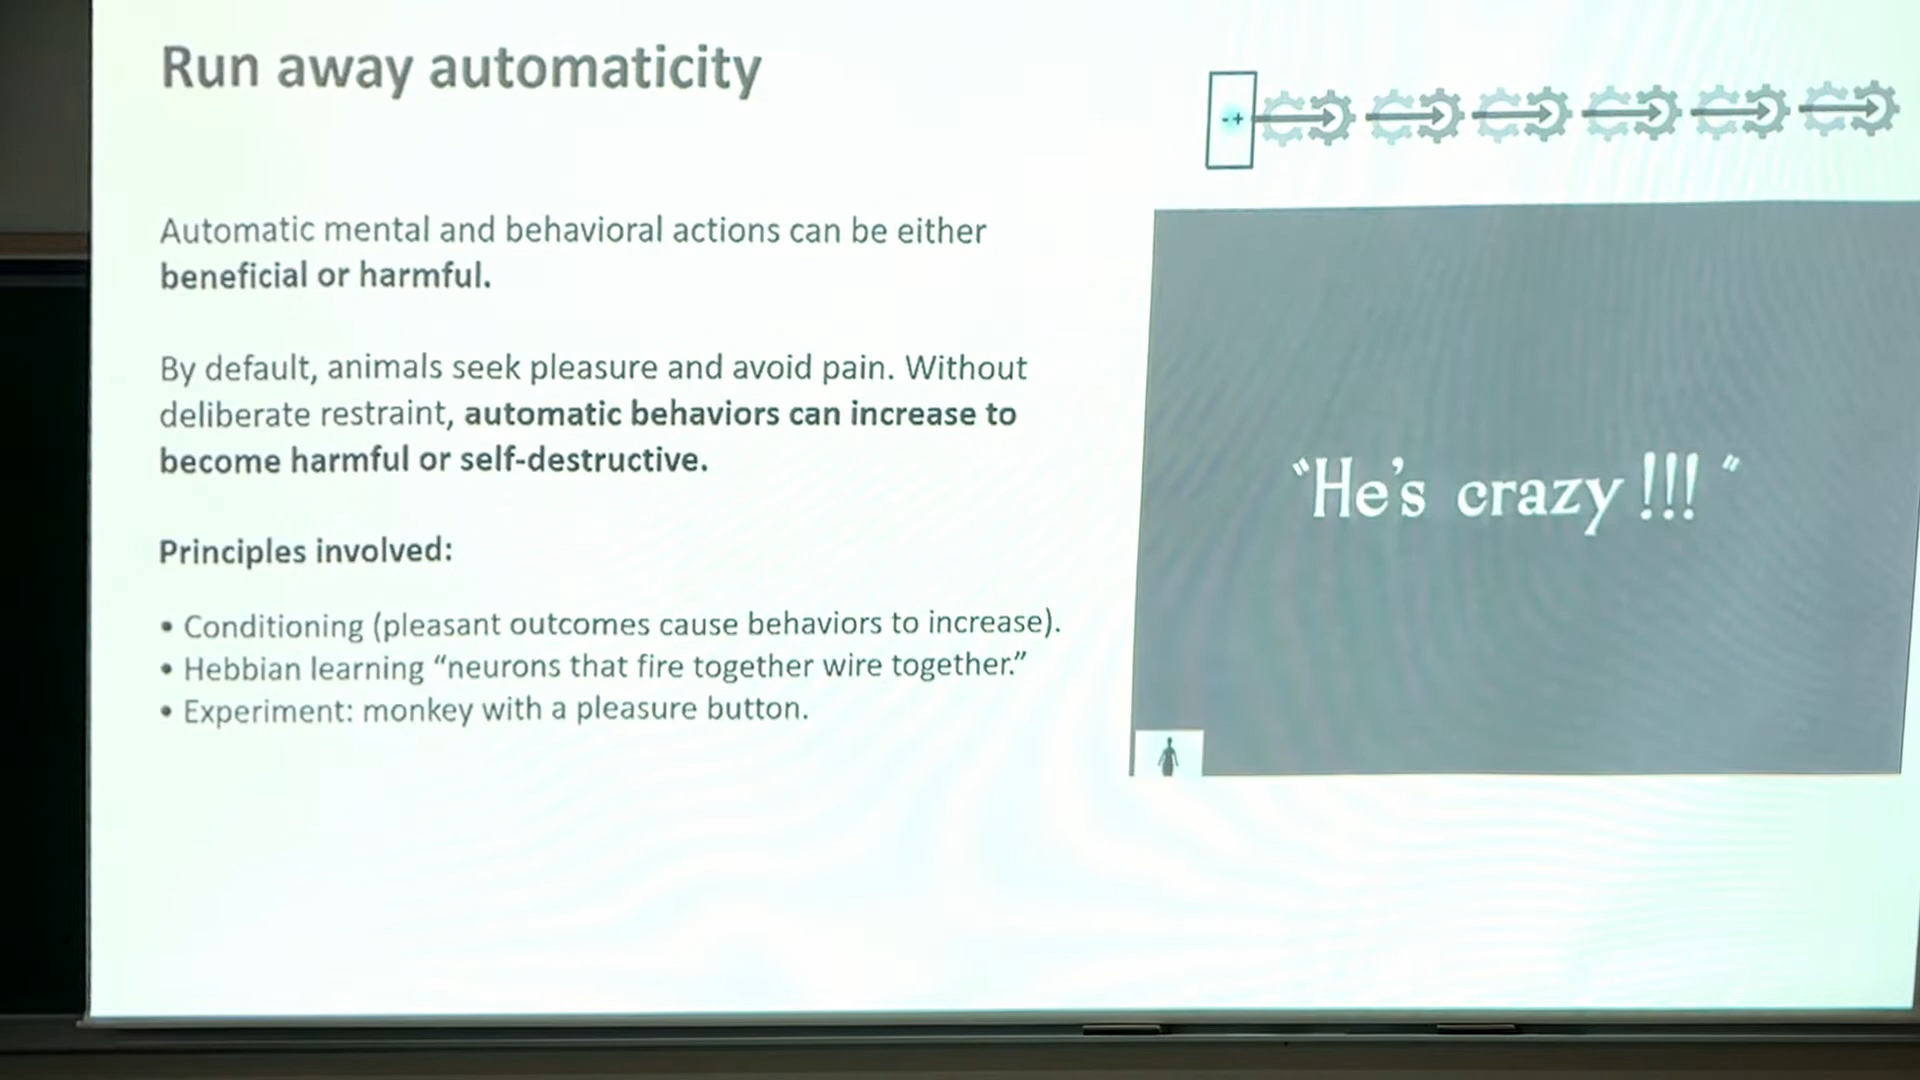 Run away automaticity
- +
Automatic mental and behavioral actions can be either
beneficial or harmful.
By default, animals seek pleasure and avoid pain. Without
deliberate restraint, automatic behaviors can increase to
become harmful or self-destructive.
Principles involved:
• Conditioning (pleasant outcomes cause behaviors to increase).
• Hebbian learning “neurons that fire together wire together.”
• Experiment: monkey with a pleasure button.
“He's crazy!!!”